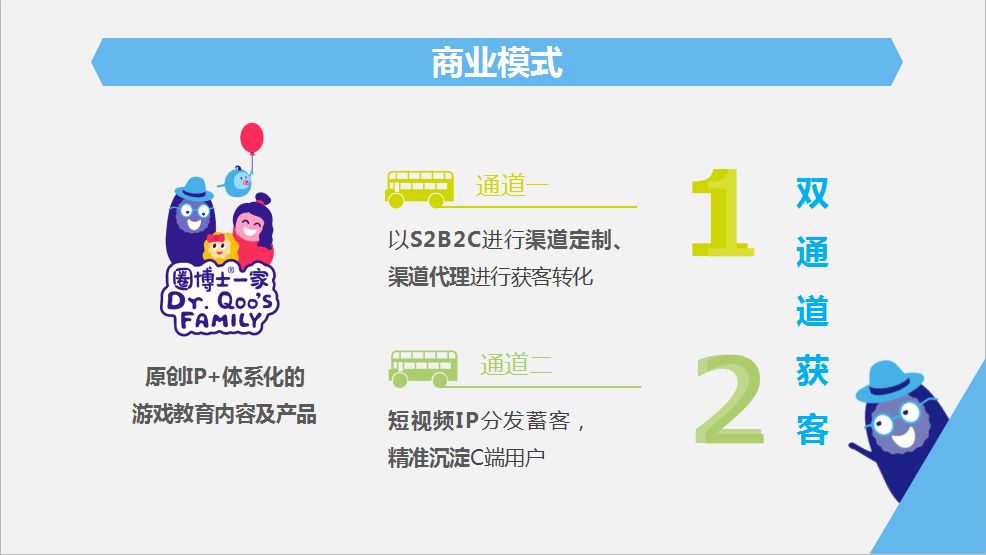 商业模式
圈博士一家®
Dr. Qoo's
FAMILY
原创IP+体系化的
游戏教育内容及产品
通道一
以S2B2C进行渠道定制、
渠道代理进行获客转化
1
通道二
短视频IP分发蓄客，
精准沉淀C端用户
2
双
通
道
获
客